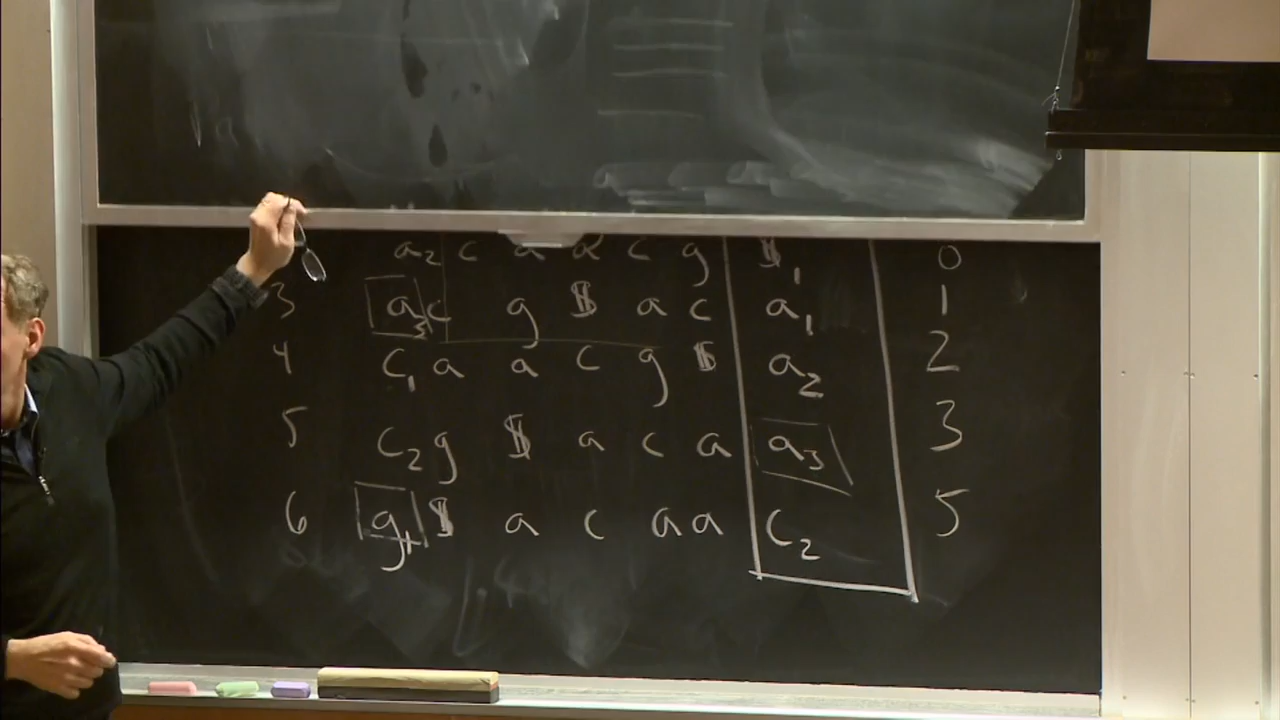 a₂ c a a c g $₁ 0
3 a₃ c g $ a c a₁ 1
4 c₁ a a c g $ a₂ 2
5 c₂ g $ a c a a₃ 3
6 g₁ $ a c a a c₂ 5